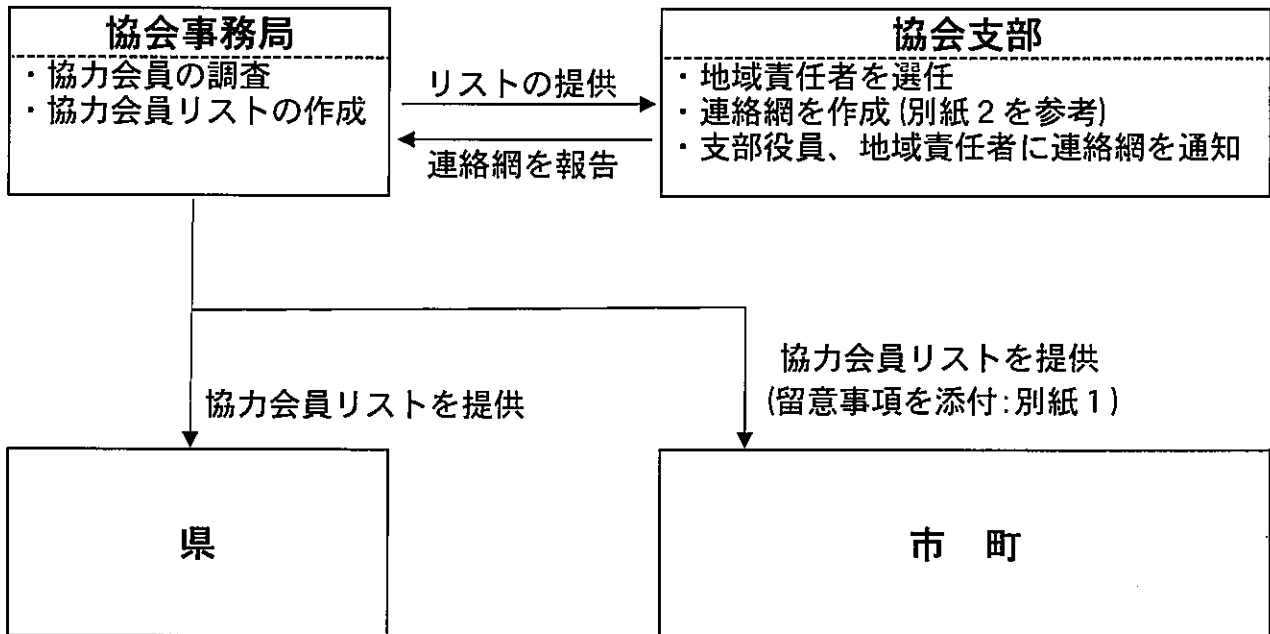 協会事務局
・協力会員の調査
・協力会員リストの作成
リストの提供
連絡網を報告
協会支部
・地域責任者を選任
・連絡網を作成(別紙2を参考)
・支部役員、地域責任者に連絡網を通知
協力会員リストを提供
協力会員リストを提供
(留意事項を添付:別紙1)
県
市 町